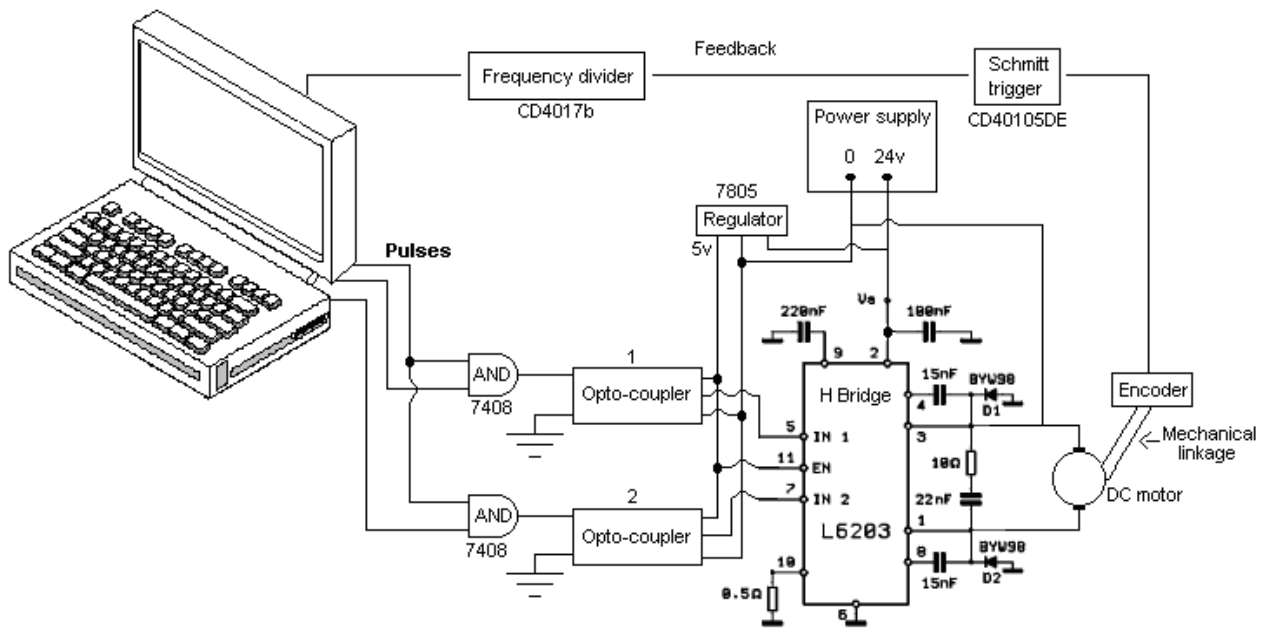 Feedback
Frequency divider
CD4017b
Schmitt
trigger
CD40105DE
Power supply
0 24v
7805
Regulator
5v
Pulses
Vs
220nF
100nF
9 2
1
AND
7408
Opto-coupler
H Bridge
15nF
BYW98
D1
4
3
Encoder
Mechanical
linkage
5 IN 1
11 EN
7 IN 2
10Ω
22nF
DC motor
2
AND
7408
Opto-coupler
L6203
1
8
15nF
BYW98
D2
10
0.5Ω
6